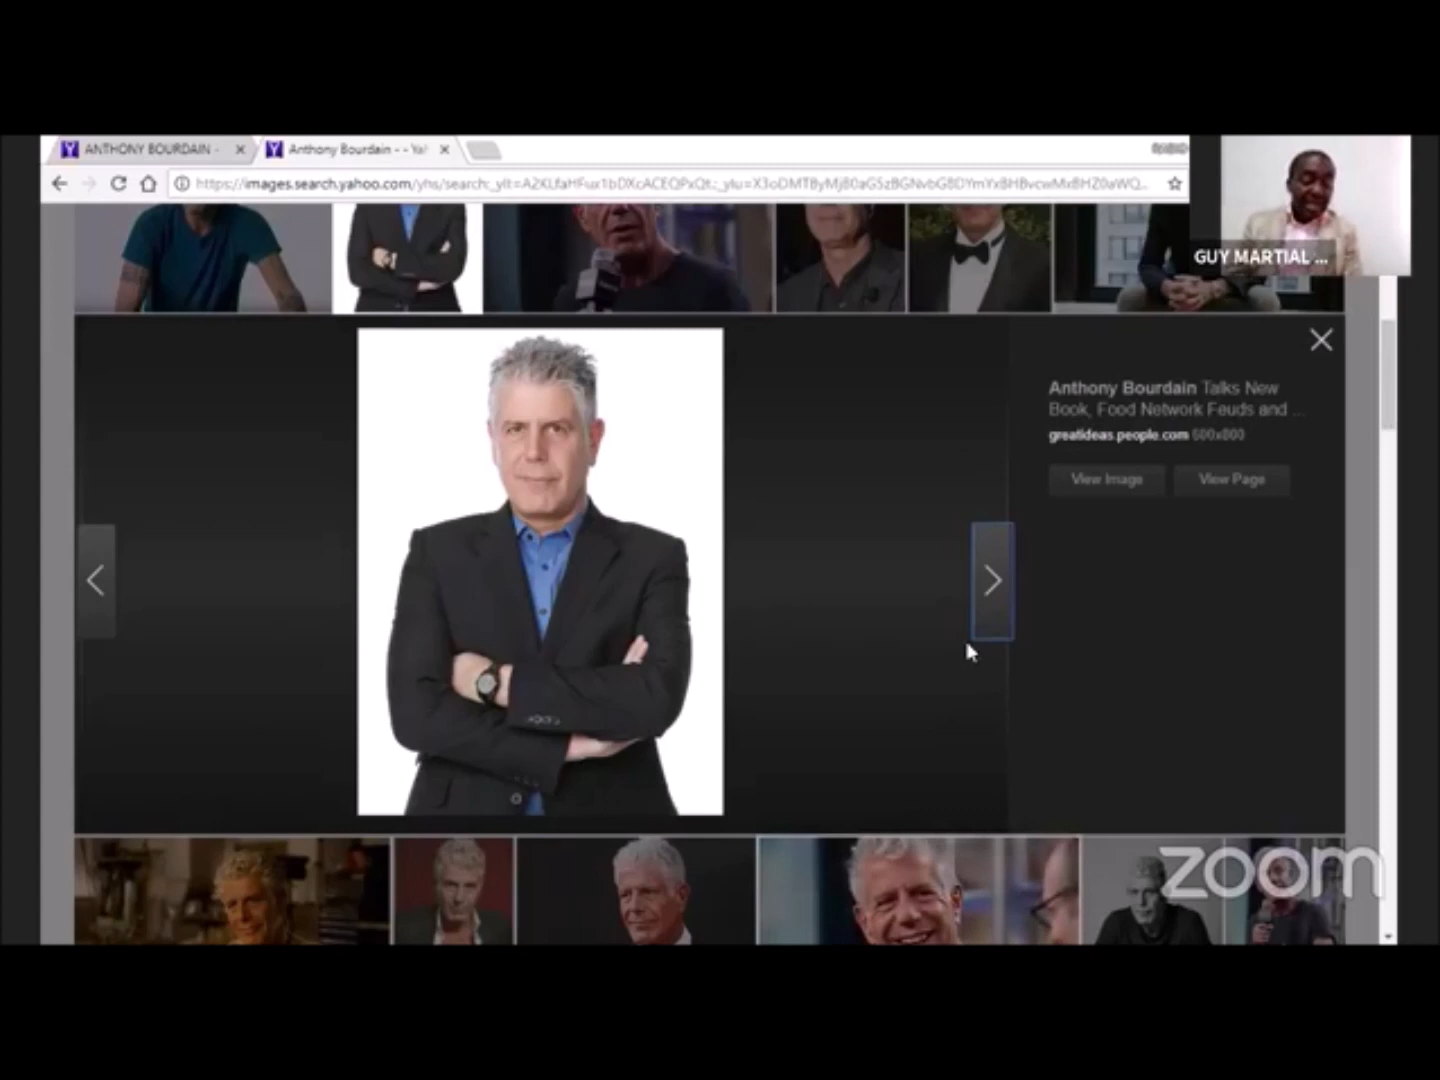 ANTHONY BOURDAIN -
Anthony Bourdain - - Ya
https://images.search.yahoo.com/yhs/search;_ylt=
GUY MARTIAL ...
Anthony Bourdain Talks New
Book, Food Network Feuds and ...
greatideas.people.com 600x800
View Image
View Page
zoom